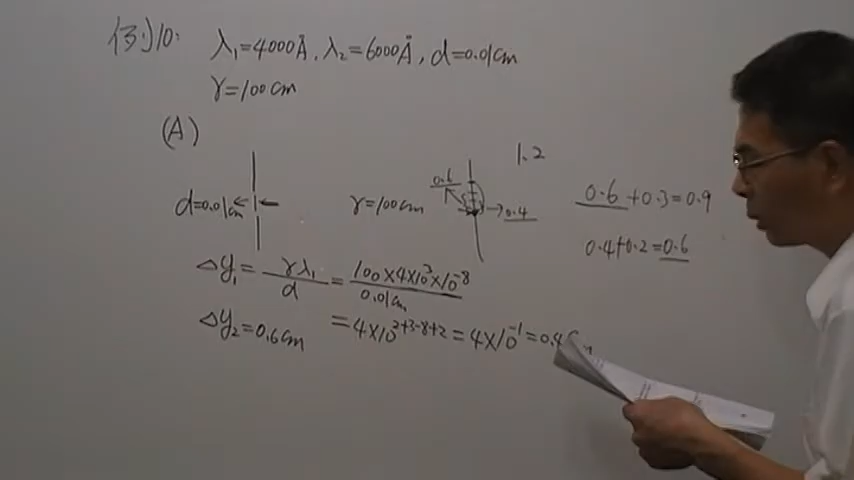 例10: λ₁=4000Å, λ₂=6000Å, d=0.01cm
γ=100cm
(A)
d=0.01cm
γ=100cm
0.6
0.4
1.2
0.6+0.3=0.9
0.4+0.2=0.6
Δy₁=γλ₁/d=100×4×10³×10⁻⁸/0.01cm
=4×10²⁺³⁻⁸⁺²=4×10⁻¹=0.4cm
Δy₂=0.6cm